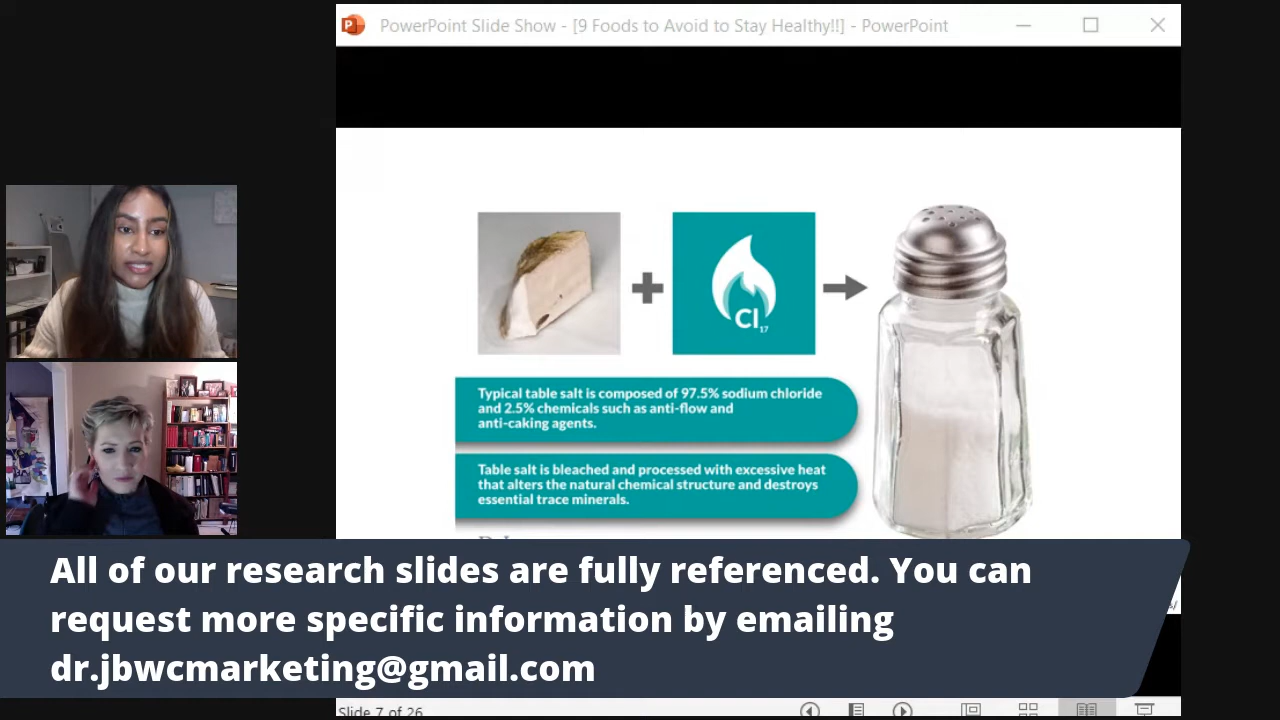 PowerPoint Slide Show - [9 Foods to Avoid to Stay Healthy!!] - PowerPoint
Cl
17
Typical table salt is composed of 97.5% sodium chloride
and 2.5% chemicals such as anti-flow and
anti-caking agents.
Table salt is bleached and processed with excessive heat
that alters the natural chemical structure and destroys
essential trace minerals.
All of our research slides are fully referenced. You can
request more specific information by emailing
dr.jbwcmarketing@gmail.com
Slide 7 of 26